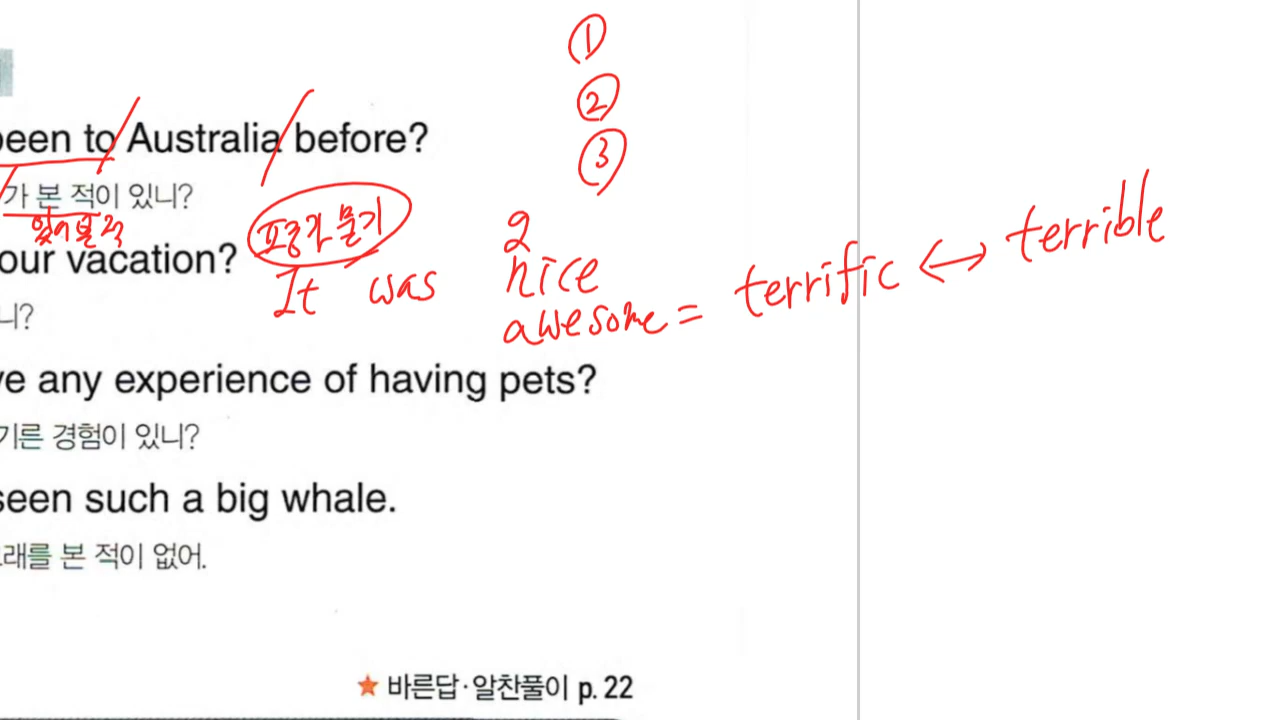 ①
②
③
been to Australia before?
가 본 적이 있니?
our vacation? 평가 묻기
It was
2
nice
awesome = terrific ↔ terrible
니?
ve any experience of having pets?
기른 경험이 있니?
seen such a big whale.
래를 본 적이 없어.
★ 바른답·알찬풀이 p. 22